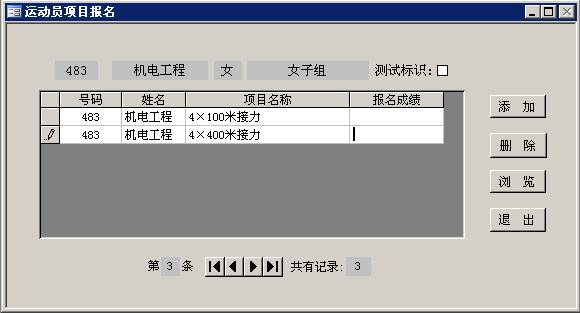 运动员项目报名
483 机电工程 女 女子组 测试标识:
号码 姓名 项目名称 报名成绩
483 机电工程 4×100米接力
483 机电工程 4×400米接力
添 加
删 除
浏 览
退 出
第 3 条 共有记录: 3